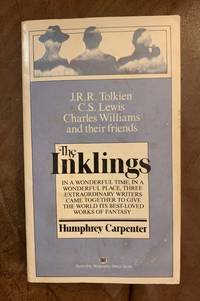 J.R.R. Tolkien
C.S. Lewis
Charles Williams
and their friends
The
Inklings
IN A WONDERFUL TIME, IN A
WONDERFUL PLACE, THREE
EXTRAORDINARY WRITERS
CAME TOGETHER TO GIVE
THE WORLD ITS BEST-LOVED
WORKS OF FANTASY
Humphrey Carpenter